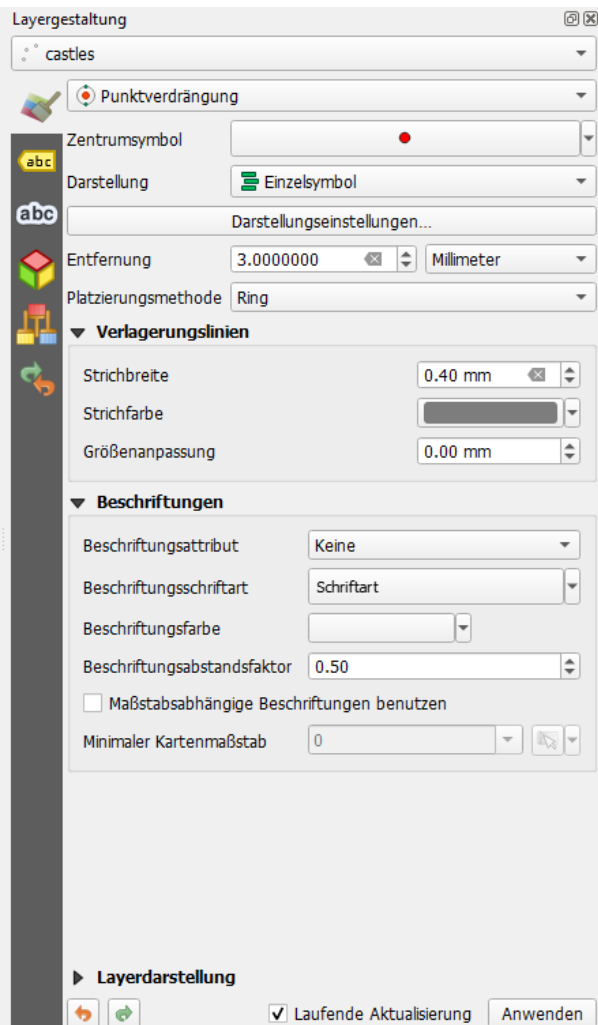 Layergestaltung
castles
Punktverdrängung
Zentrumsymbol
abc
Darstellung Einzelsymbol
abc
Darstellungseinstellungen...
Entfernung 3.0000000 Millimeter
Platzierungsmethode Ring
Verlagerungslinien
Strichbreite 0.40 mm
Strichfarbe
Größenanpassung 0.00 mm
Beschriftungen
Beschriftungsattribut Keine
Beschriftungsschriftart Schriftart
Beschriftungsfarbe
Beschriftungsabstandsfaktor 0.50
Maßstabsabhängige Beschriftungen benutzen
Minimaler Kartenmaßstab 0
Layerdarstellung
Laufende Aktualisierung Anwenden